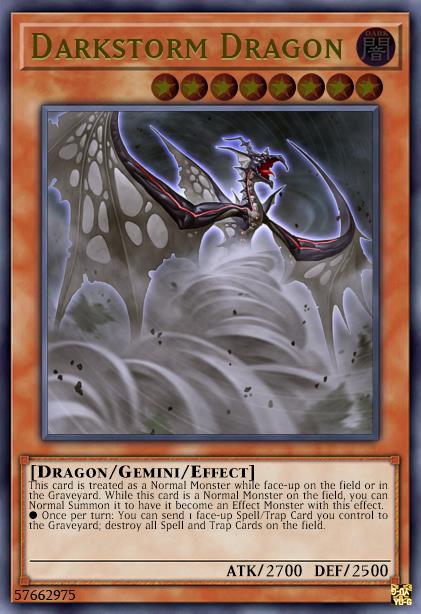 DARKSTORM DRAGON
DARK
闇
[DRAGON/GEMINI/EFFECT]
This card is treated as a Normal Monster while face-up on the field or in
the Graveyard. While this card is a Normal Monster on the field, you can
Normal Summon it to have it become an Effect Monster with this effect.
● Once per turn: You can send 1 face-up Spell/Trap Card you control
to the Graveyard; destroy all Spell and Trap Cards on the field.
ATK/2700 DEF/2500
57662975